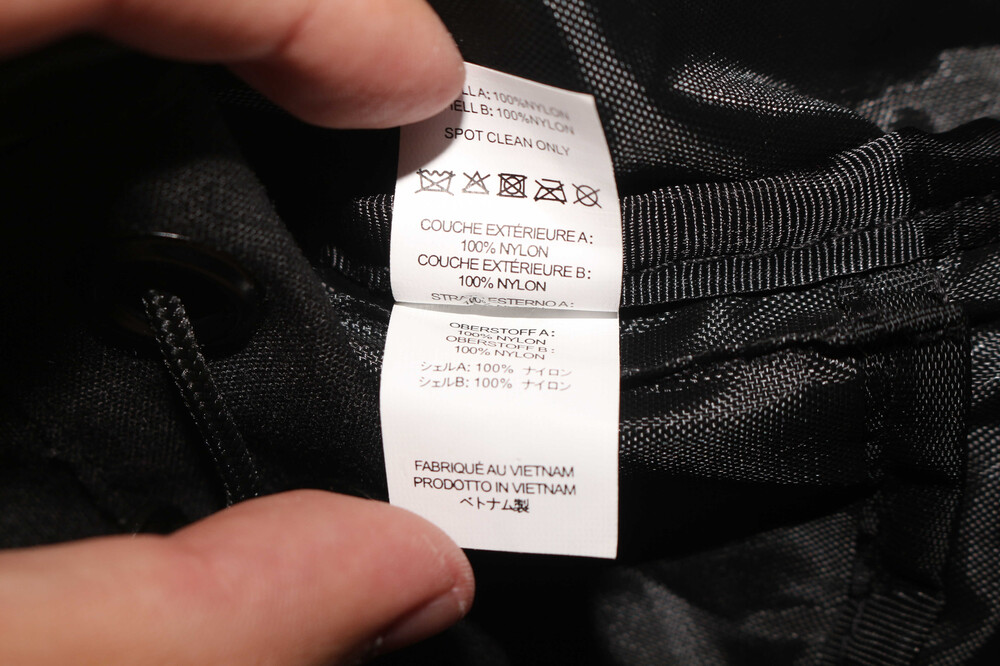 LL A: 100%NYLON
HELL B: 100%NYLON
SPOT CLEAN ONLY
COUCHE EXTÉRIEURE A:
100% NYLON
COUCHE EXTÉRIEURE B:
100% NYLON
ESTERNO A:
OBERSTOFF A:
100% NYLON
OBERSTOFF B:
100% NYLON
シェルA: 100% ナイロン
シェルB: 100% ナイロン
FABRIQUÉ AU VIETNAM
PRODOTTO IN VIETNAM
ベトナム製